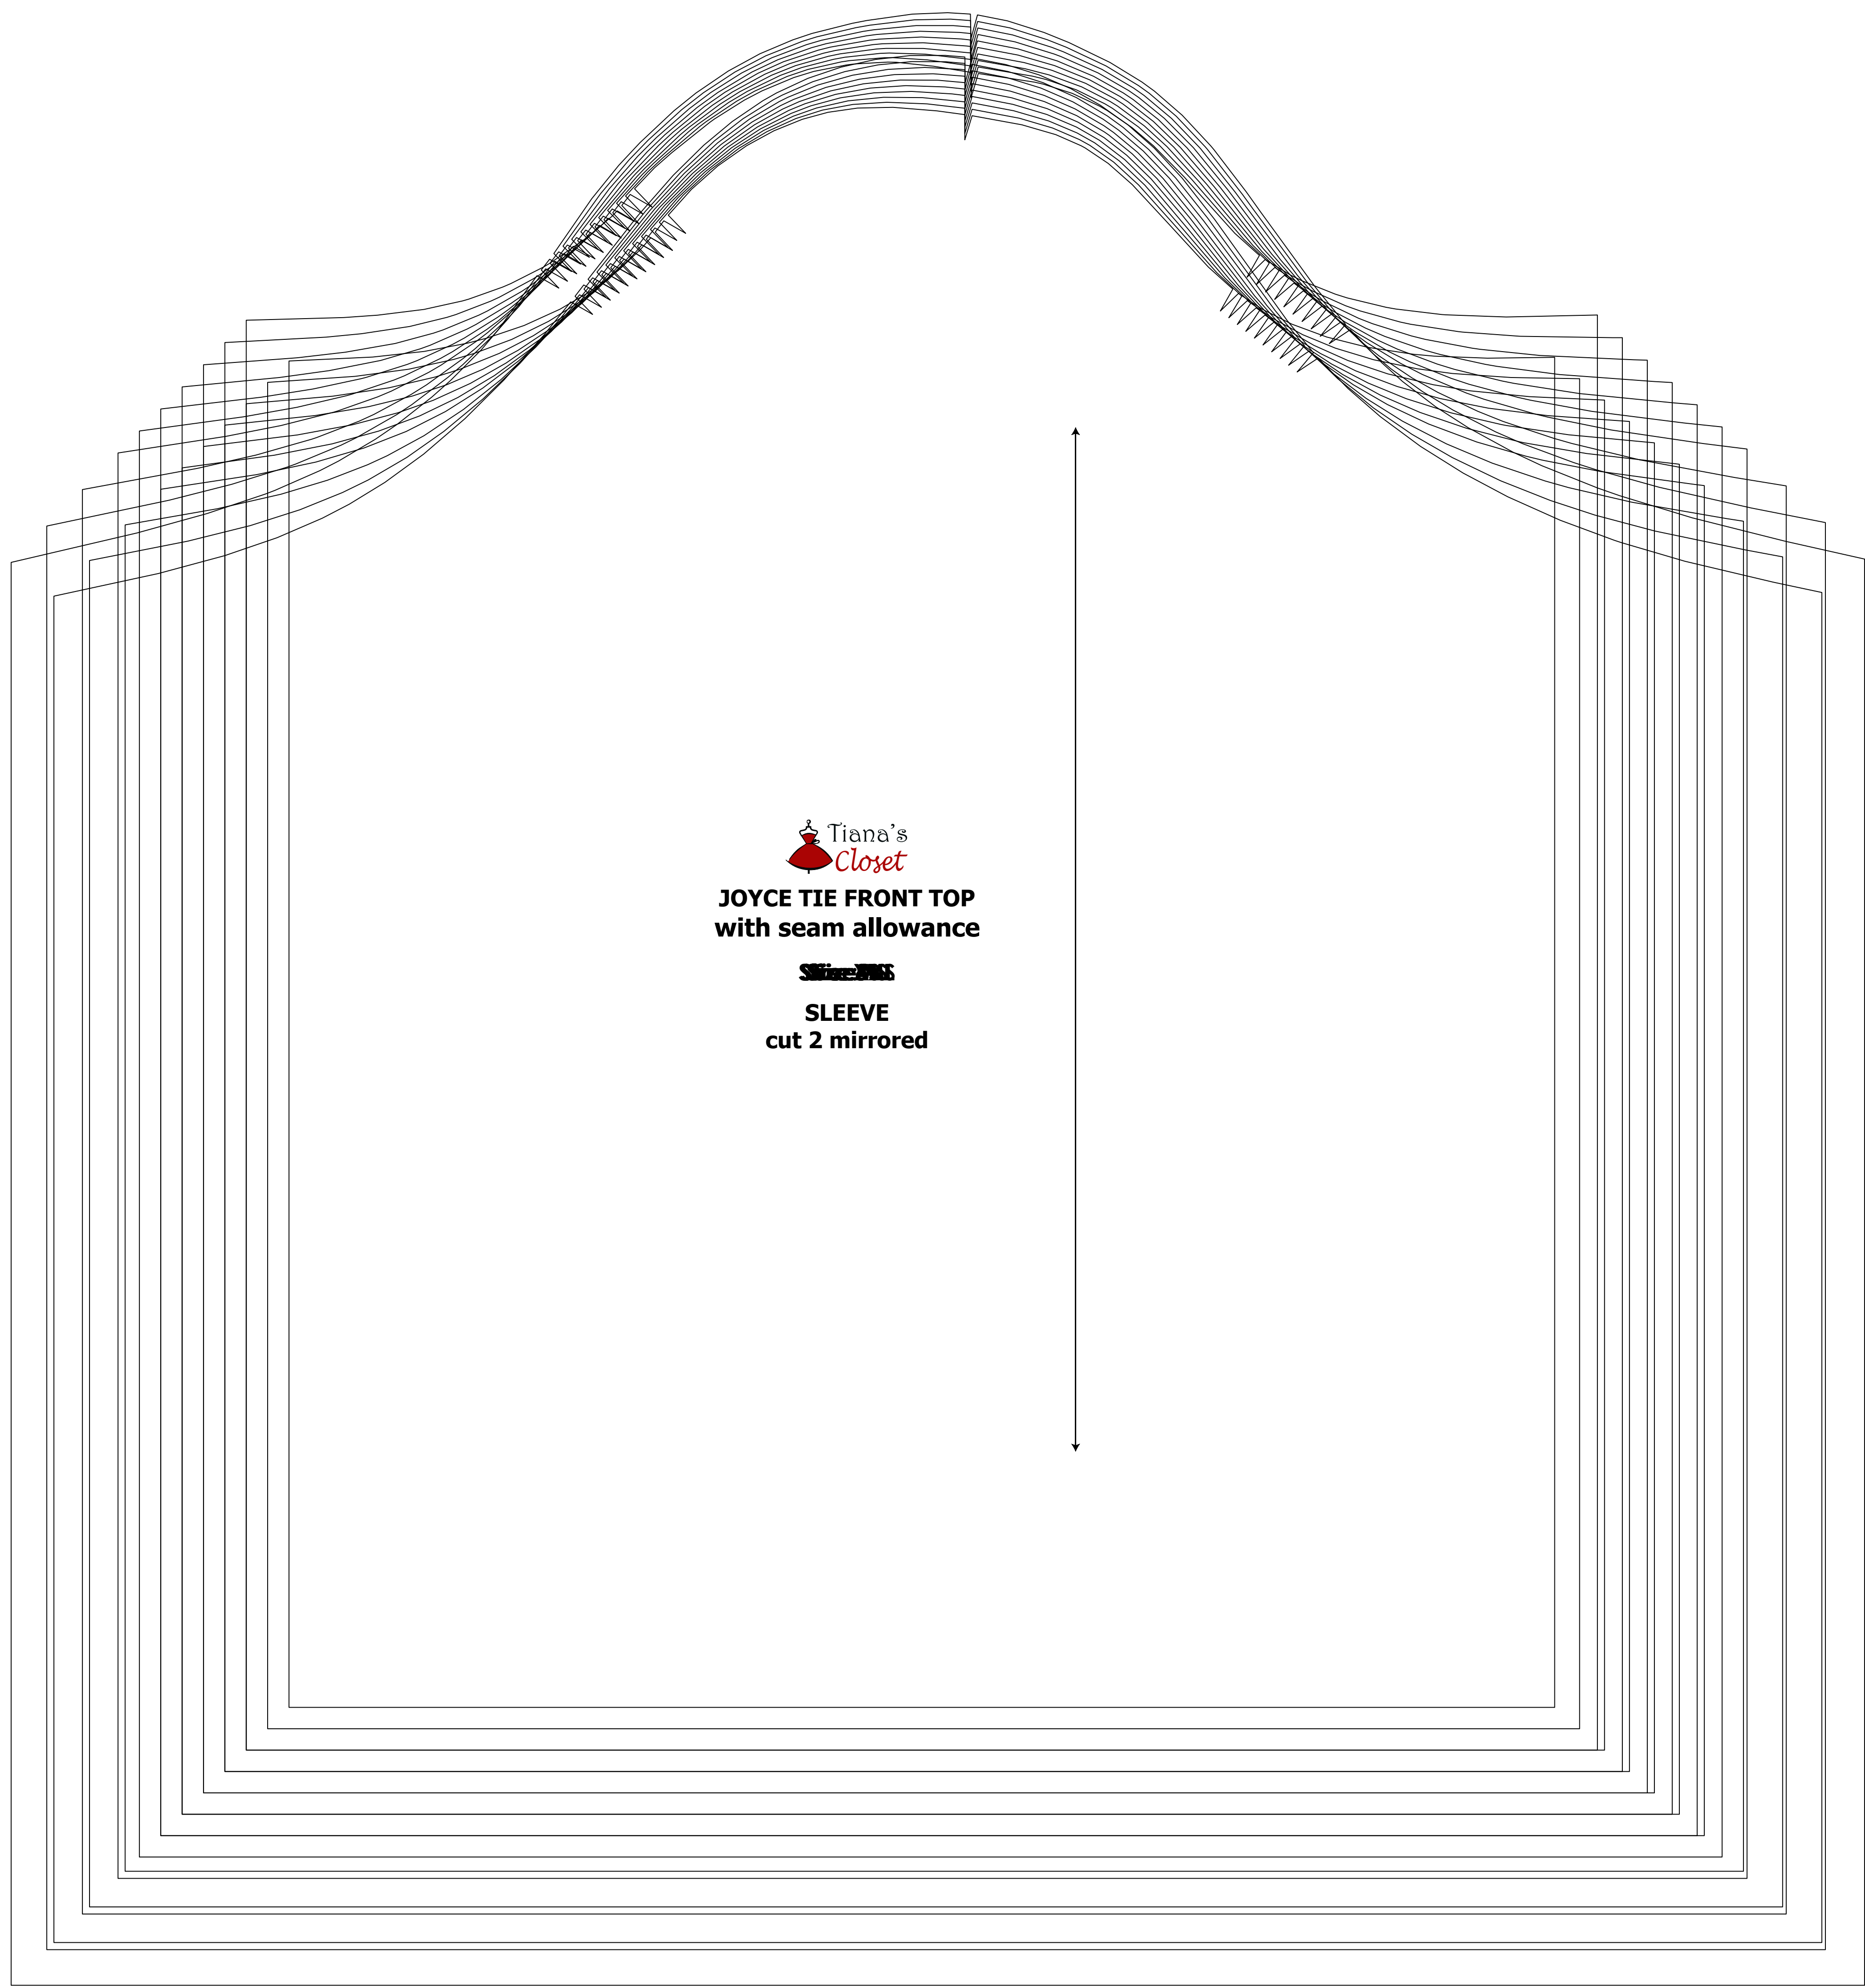 Tiana's
Closet
JOYCE TIE FRONT TOP
with seam allowance
SLEEVE
cut 2 mirrored